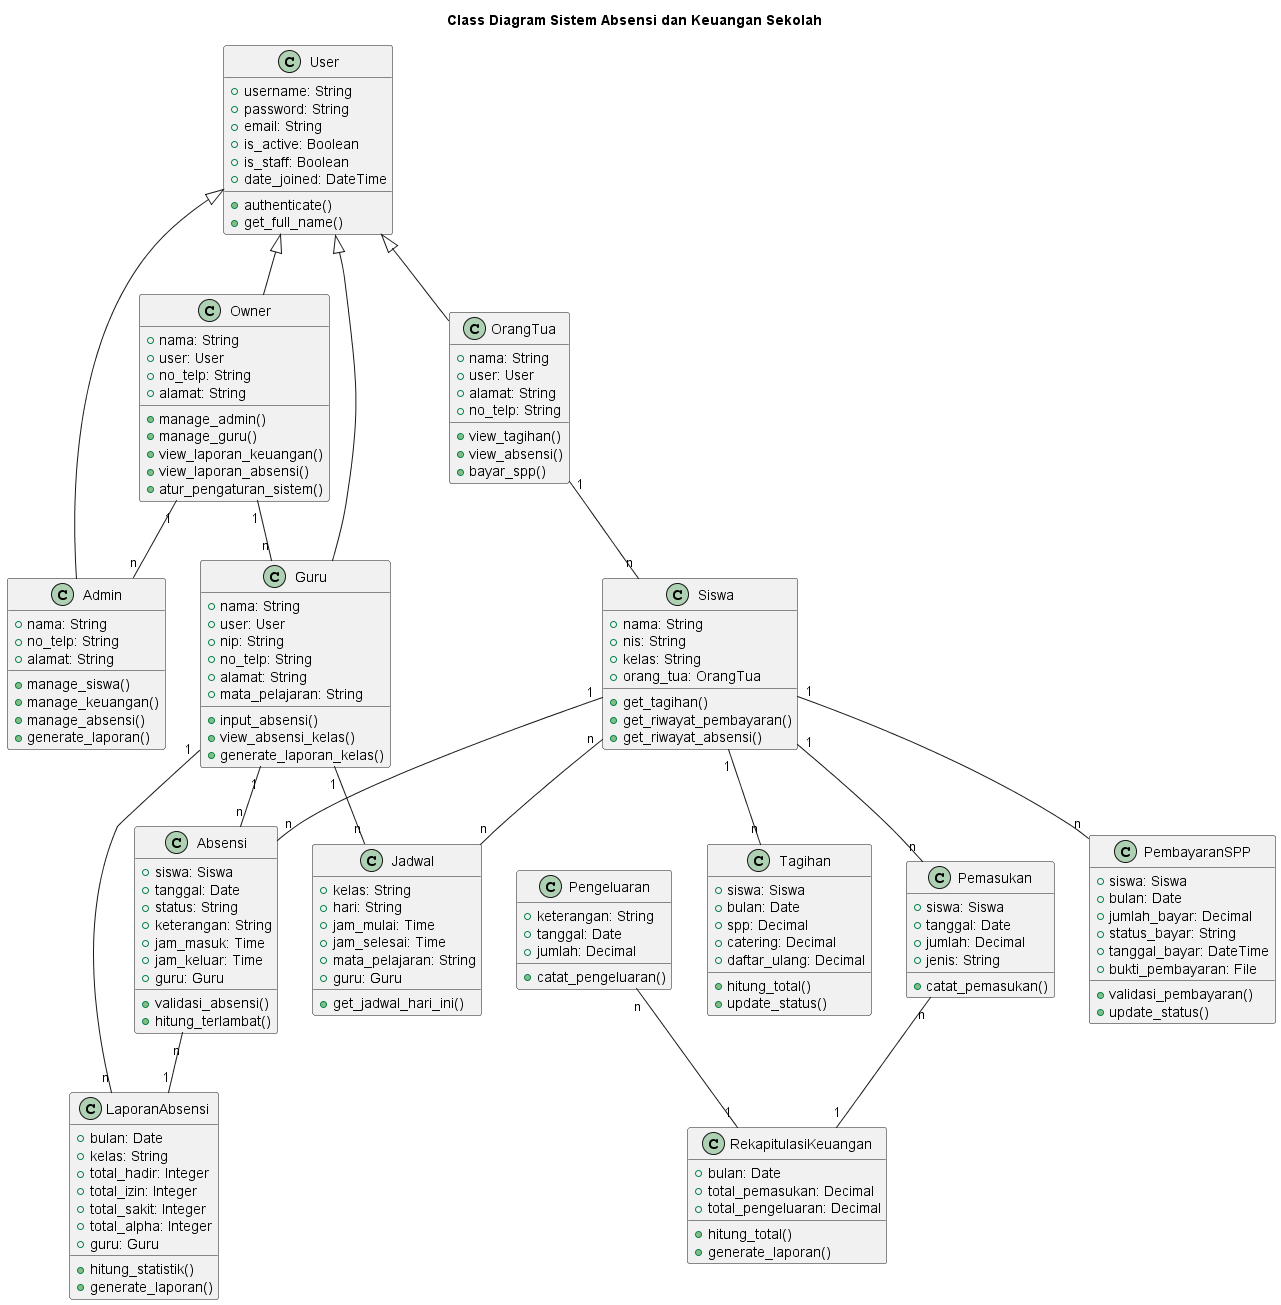 Class Diagram Sistem Absensi dan Keuangan Sekolah
C User
username: String
password: String
email: String
is_active: Boolean
is_staff: Boolean
date_joined: DateTime
authenticate()
get_full_name()
C Owner
nama: String
user: User
no_telp: String
alamat: String
manage_admin()
manage_guru()
view_laporan_keuangan()
view_laporan_absensi()
atur_pengaturan_sistem()
C OrangTua
nama: String
user: User
alamat: String
no_telp: String
view_tagihan()
view_absensi()
bayar_spp()
1
1
1
n
n
n
C Admin
nama: String
no_telp: String
alamat: String
manage_siswa()
manage_keuangan()
manage_absensi()
generate_laporan()
C Guru
nama: String
user: User
nip: String
no_telp: String
alamat: String
mata_pelajaran: String
input_absensi()
view_absensi_kelas()
generate_laporan_kelas()
C Siswa
nama: String
nis: String
kelas: String
orang_tua: OrangTua
get_tagihan()
get_riwayat_pembayaran()
get_riwayat_absensi()
1
1
n
1
1
1
1
1
n
n
n
n
n
n
n
C Absensi
siswa: Siswa
tanggal: Date
status: String
keterangan: String
jam_masuk: Time
jam_keluar: Time
guru: Guru
validasi_absensi()
hitung_terlambat()
C Jadwal
kelas: String
hari: String
jam_mulai: Time
jam_selesai: Time
mata_pelajaran: String
guru: Guru
get_jadwal_hari_ini()
C Pengeluaran
keterangan: String
tanggal: Date
jumlah: Decimal
catat_pengeluaran()
C Tagihan
siswa: Siswa
bulan: Date
spp: Decimal
catering: Decimal
daftar_ulang: Decimal
hitung_total()
update_status()
C Pemasukan
siswa: Siswa
tanggal: Date
jumlah: Decimal
jenis: String
catat_pemasukan()
C PembayaranSPP
siswa: Siswa
bulan: Date
jumlah_bayar: Decimal
status_bayar: String
tanggal_bayar: DateTime
bukti_pembayaran: File
validasi_pembayaran()
update_status()
n
n
n
n
1
1
1
C LaporanAbsensi
bulan: Date
kelas: String
total_hadir: Integer
total_izin: Integer
total_sakit: Integer
total_alpha: Integer
guru: Guru
hitung_statistik()
generate_laporan()
C RekapitulasiKeuangan
bulan: Date
total_pemasukan: Decimal
total_pengeluaran: Decimal
hitung_total()
generate_laporan()